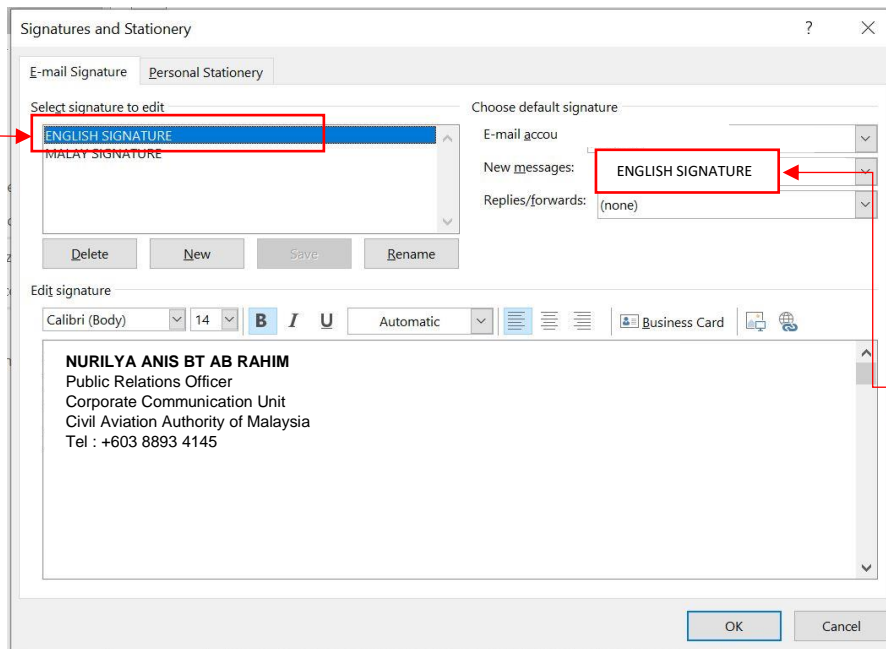 Signatures and Stationery
E-mail Signature Personal Stationery
Select signature to edit
ENGLISH SIGNATURE
MALAY SIGNATURE
Delete New Save Rename
Choose default signature
E-mail accou
New messages: ENGLISH SIGNATURE
Replies/forwards: (none)
Edit signature
Calibri (Body) 14 B I U Automatic Business Card
NURILYA ANIS BT AB RAHIM
Public Relations Officer
Corporate Communication Unit
Civil Aviation Authority of Malaysia
Tel : +603 8893 4145
OK Cancel